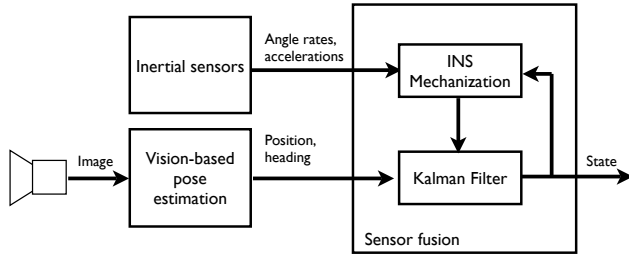 Inertial sensors
Angle rates,
accelerations
INS
Mechanization
Image
Vision-based
pose
estimation
Position,
heading
Kalman Filter
State
Sensor fusion